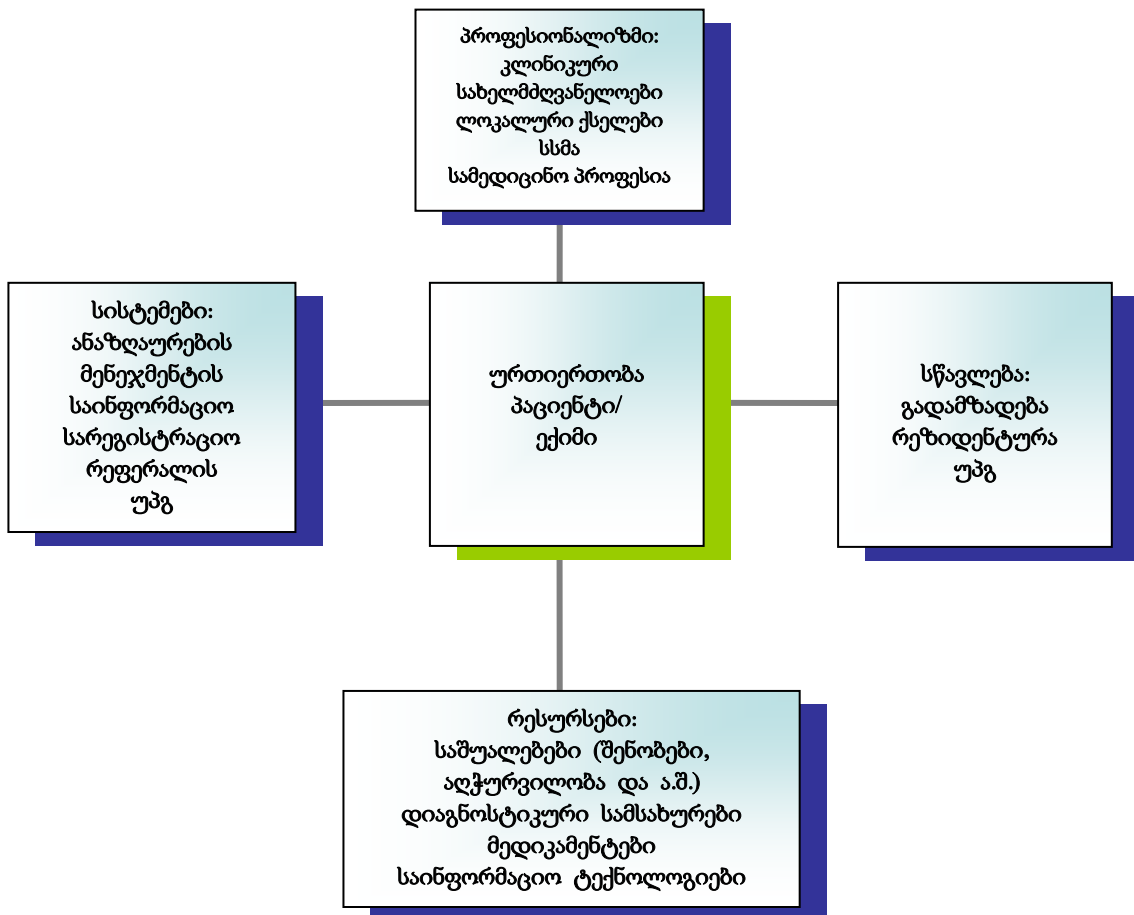 პროფესიონალიზმი:
კლინიკური
სახელმძღვანელოები
ლოკალური ქსელები
სსმა
სამედიცინო პროფესია
სისტემები:
ანაზღაურების
მენეჯმენტის
საინფორმაციო
სარეგისტრაციო
რეფერალის
უპგ
ურთიერთობა
პაციენტი/
ექიმი
სწავლება:
გადამზადება
რეზიდენტურა
უპგ
რესურსები:
საშუალებები (შენობები,
აღჭურვილობა და ა.შ.)
დიაგნოსტიკური სამსახურები
მედიკამენტები
საინფორმაციო ტექნოლოგიები